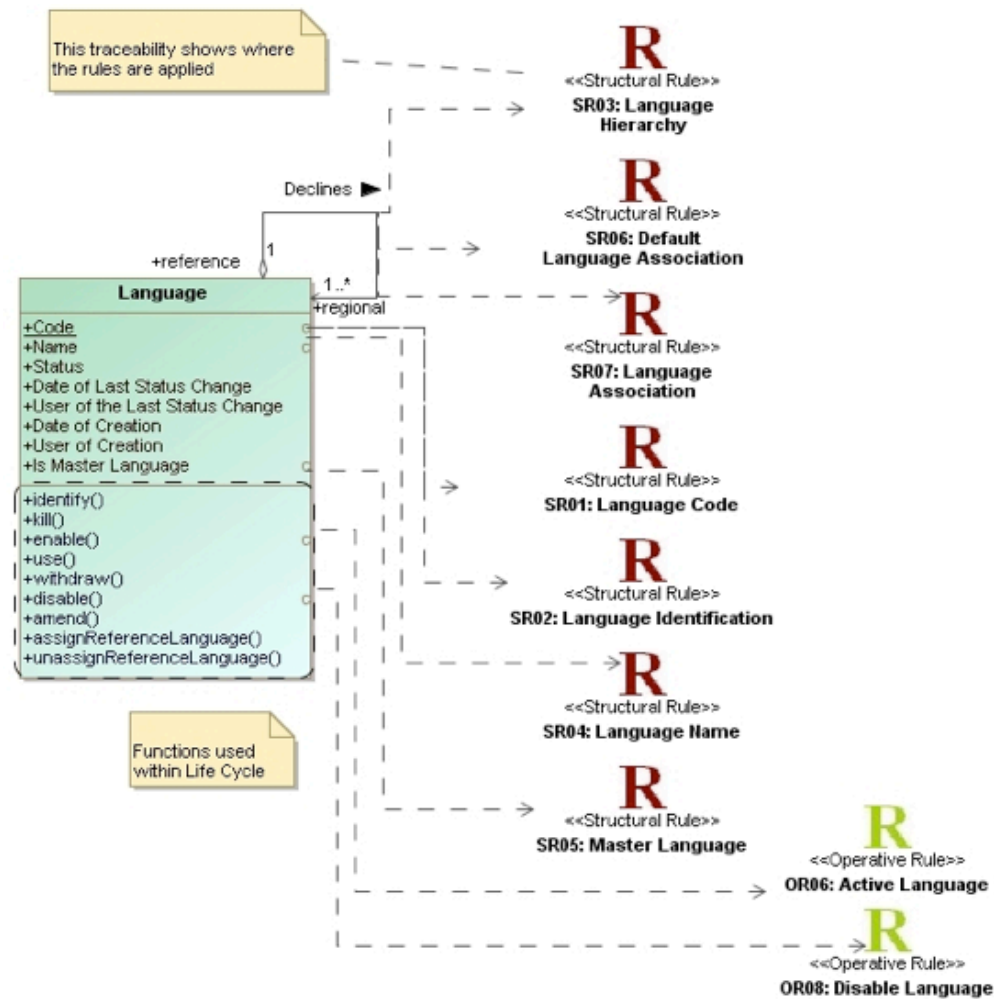 This traceability shows where
the rules are applied
R
<<Structural Rule>>
SR03: Language
Hierarchy
Declines
R
<<Structural Rule>>
SR06: Default
Language Association
1
+reference
1..*
+regional
R
<<Structural Rule>>
SR07: Language
Association
Language
+Code
+Name
+Status
+Date of Last Status Change
+User of the Last Status Change
+Date of Creation
+User of Creation
+Is Master Language
+identify()
+kill()
+enable()
+use()
+withdraw()
+disable()
+amend()
+assignReferenceLanguage()
+unassignReferenceLanguage()
R
<<Structural Rule>>
SR01: Language Code
R
<<Structural Rule>>
SR02: Language Identification
R
<<Structural Rule>>
SR04: Language Name
Functions used
within Life Cycle
R
<<Structural Rule>>
SR05: Master Language
R
<<Operative Rule>>
OR06: Active Language
R
<<Operative Rule>>
OR08: Disable Language